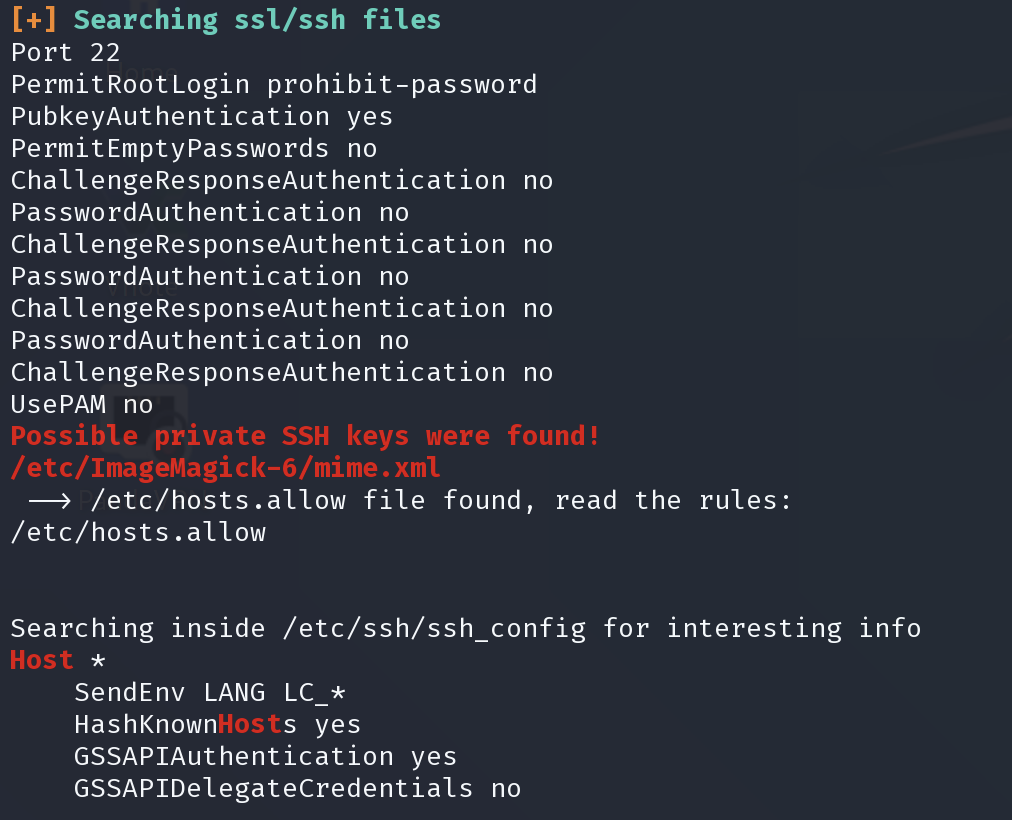 [+] Searching ssl/ssh files
Port 22
PermitRootLogin prohibit-password
PubkeyAuthentication yes
PermitEmptyPasswords no
ChallengeResponseAuthentication no
PasswordAuthentication no
ChallengeResponseAuthentication no
PasswordAuthentication no
ChallengeResponseAuthentication no
PasswordAuthentication no
ChallengeResponseAuthentication no
UsePAM no
Possible private SSH keys were found!
/etc/ImageMagick-6/mime.xml
 --> /etc/hosts.allow file found, read the rules:
/etc/hosts.allow
Searching inside /etc/ssh/ssh_config for interesting info
Host *
    SendEnv LANG LC_*
    HashKnownHosts yes
    GSSAPIAuthentication yes
    GSSAPIDelegateCredentials no